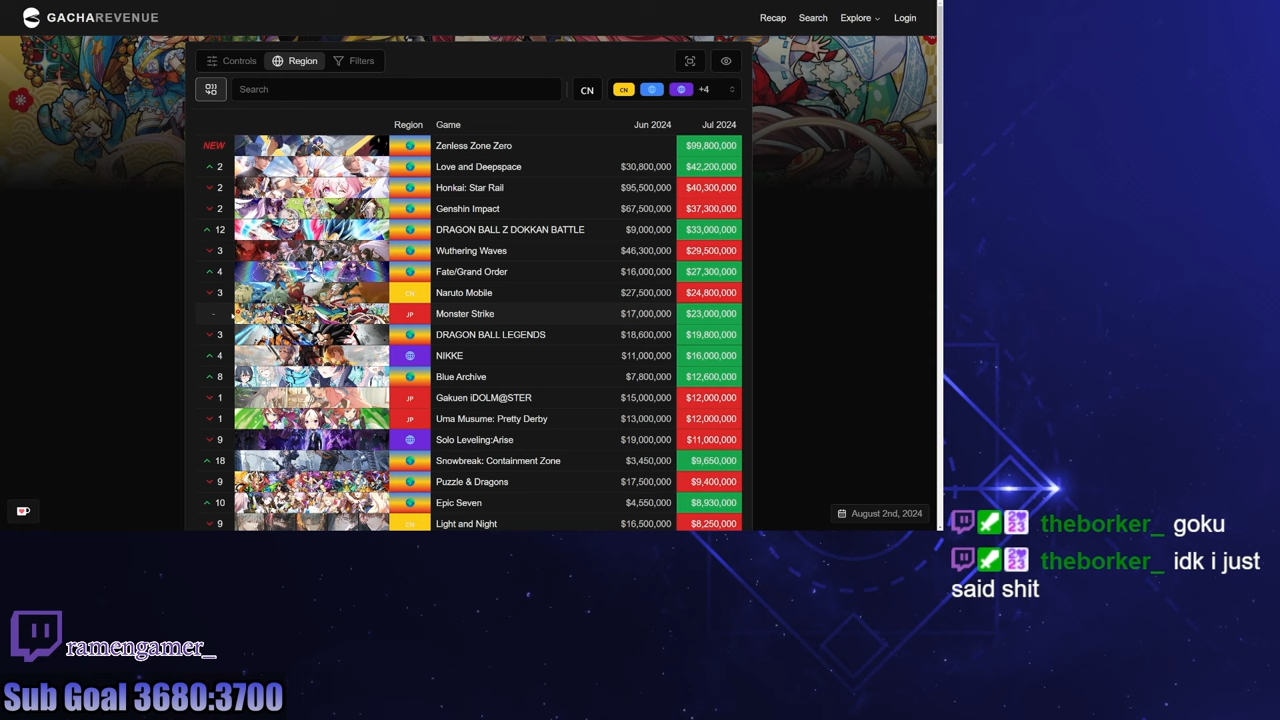 GACHAREVENUE
Recap Search Explore Login
Controls Region Filters
Search CN CN +4
Region Game Jun 2024 Jul 2024
NEW Zenless Zone Zero $99,800,000
2 Love and Deepspace $30,800,000 $42,200,000
2 Honkai: Star Rail $95,500,000 $40,300,000
2 Genshin Impact $67,500,000 $37,300,000
12 DRAGON BALL Z DOKKAN BATTLE $9,000,000 $33,000,000
3 Wuthering Waves $46,300,000 $29,500,000
4 Fate/Grand Order $16,000,000 $27,300,000
3 CN Naruto Mobile $27,500,000 $24,800,000
- JP Monster Strike $17,000,000 $23,000,000
3 DRAGON BALL LEGENDS $18,600,000 $19,800,000
4 NIKKE $11,000,000 $16,000,000
8 Blue Archive $7,800,000 $12,600,000
1 JP Gakuen iDOLM@STER $15,000,000 $12,000,000
1 JP Uma Musume: Pretty Derby $13,000,000 $12,000,000
9 Solo Leveling:Arise $19,000,000 $11,000,000
18 Snowbreak: Containment Zone $3,450,000 $9,650,000
9 Puzzle & Dragons $17,500,000 $9,400,000
10 Epic Seven $4,550,000 $8,930,000
9 CN Light and Night $16,500,000 $8,250,000
August 2nd, 2024
theborker_ goku
theborker_ idk i just
said shit
ramengamer_
Sub Goal 3680:3700